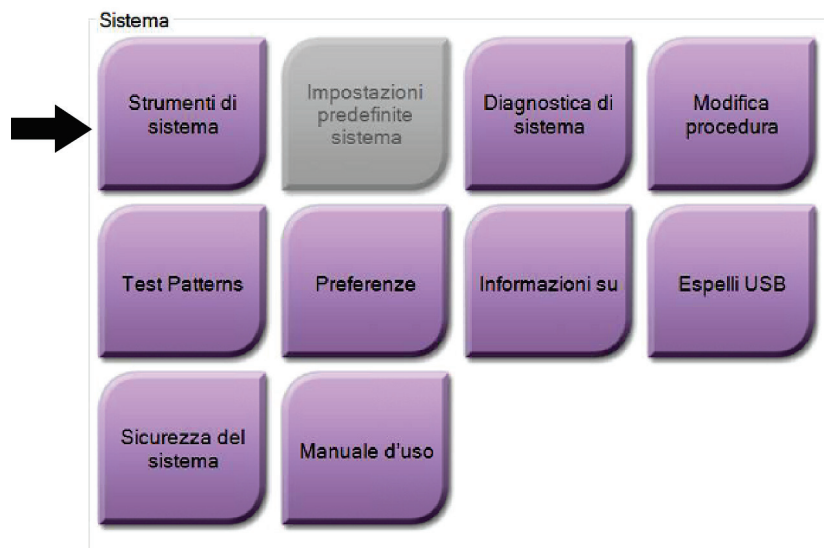 Sistema
Strumenti di
sistema
Impostazioni
predefinite
sistema
Diagnostica di
sistema
Modifica
procedura
Test Patterns
Preferenze
Informazioni su
Espelli USB
Sicurezza del
sistema
Manuale d'uso